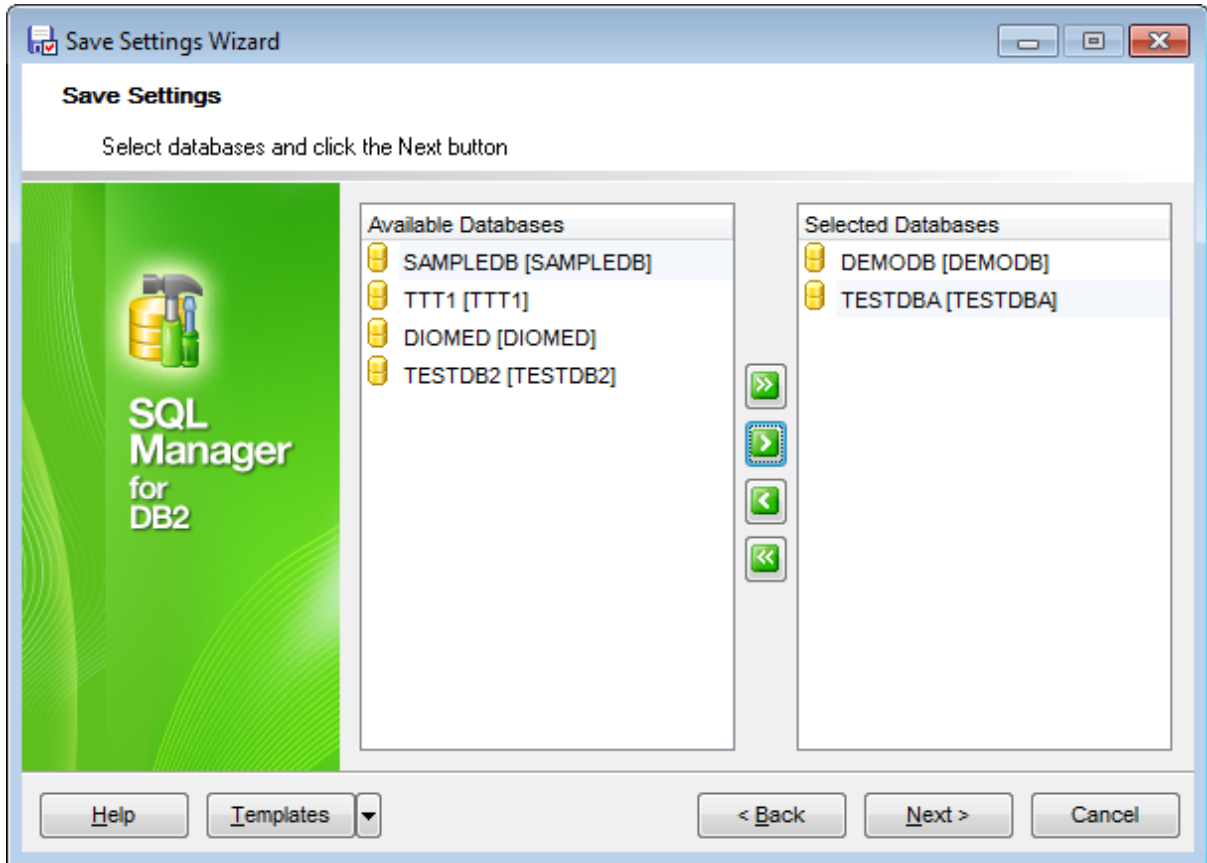 Save Settings Wizard
Save Settings
Select databases and click the Next button
SQL
Manager
for
DB2
Available Databases
SAMPLEDB [SAMPLEDB]
TTT1 [TTT1]
DIOMED [DIOMED]
TESTDB2 [TESTDB2]
Selected Databases
DEMODB [DEMODB]
TESTDBA [TESTDBA]
Help
Templates
< Back
Next >
Cancel